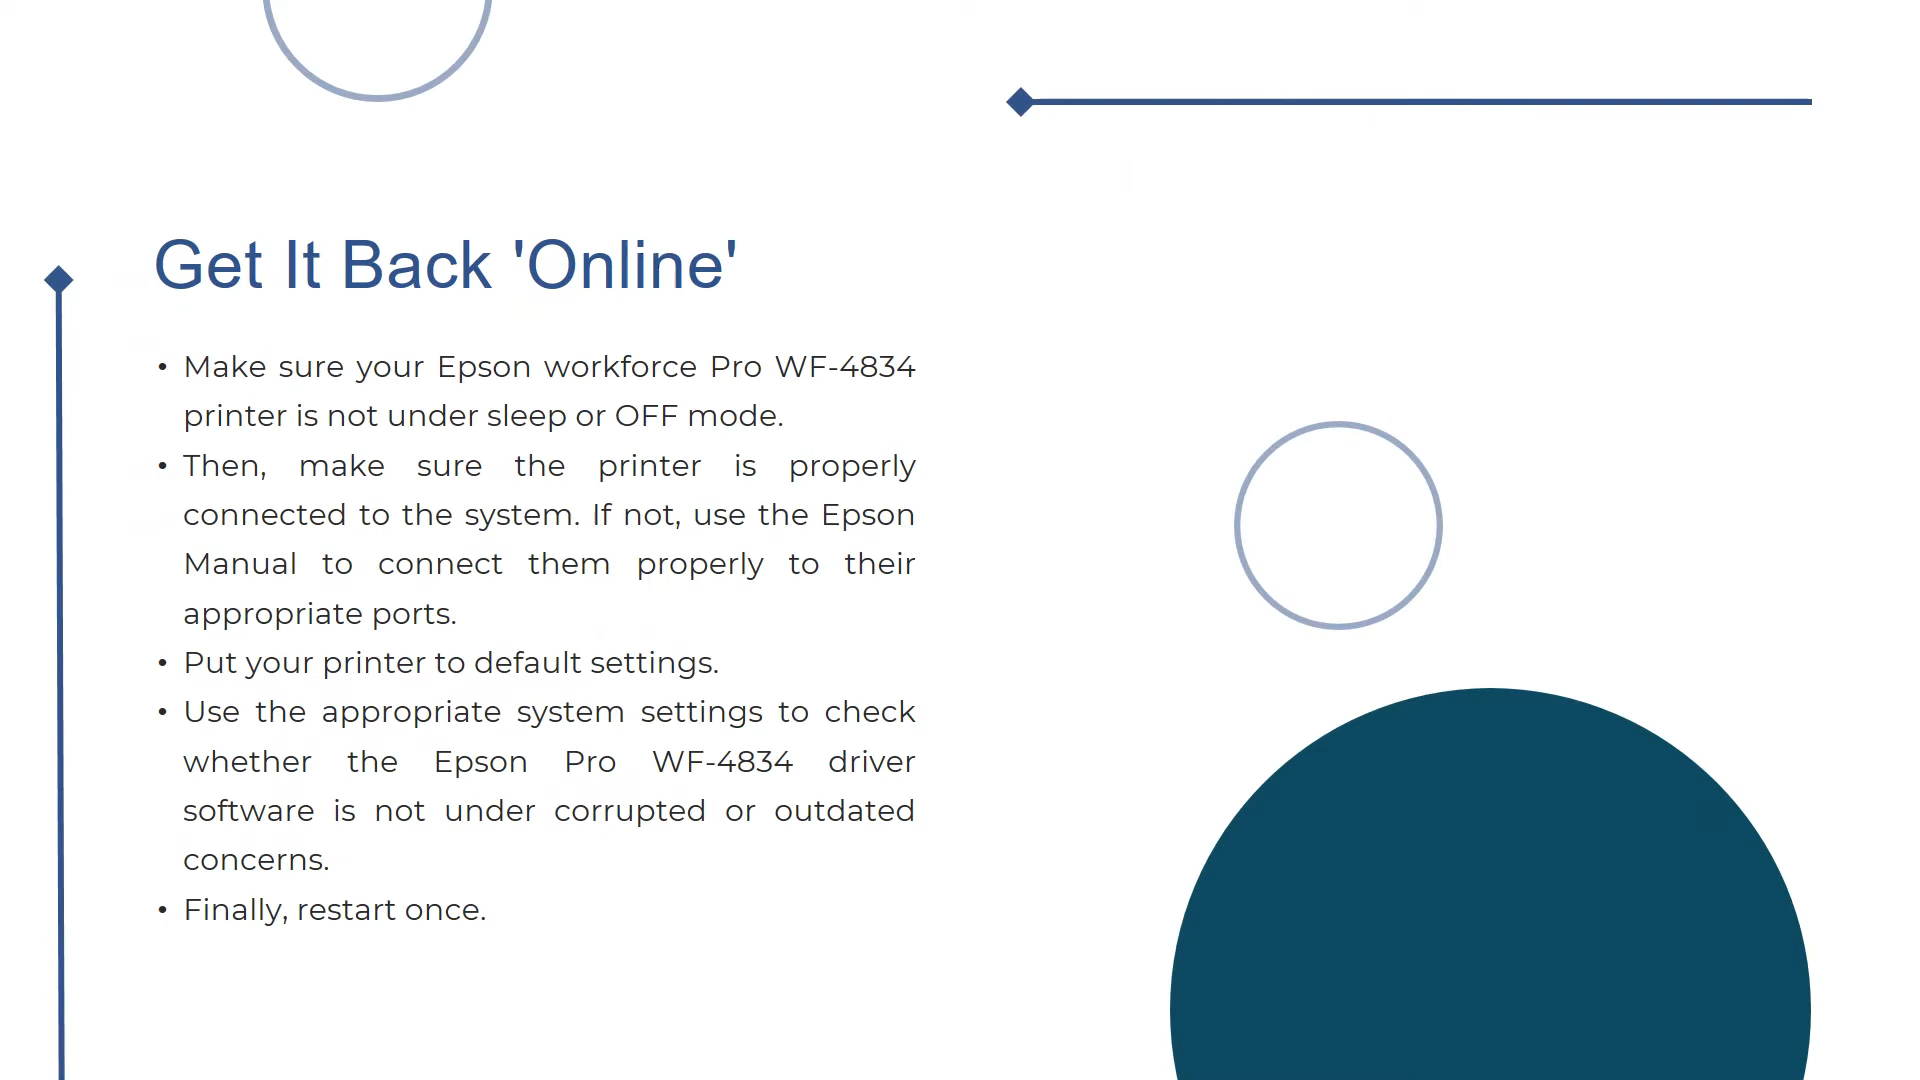 Get It Back 'Online'
• Make sure your Epson workforce Pro WF-4834
printer is not under sleep or OFF mode.
• Then, make sure the printer is properly
connected to the system. If not, use the Epson
Manual to connect them properly to their
appropriate ports.
• Put your printer to default settings.
• Use the appropriate system settings to check
whether the Epson Pro WF-4834 driver
software is not under corrupted or outdated
concerns.
• Finally, restart once.